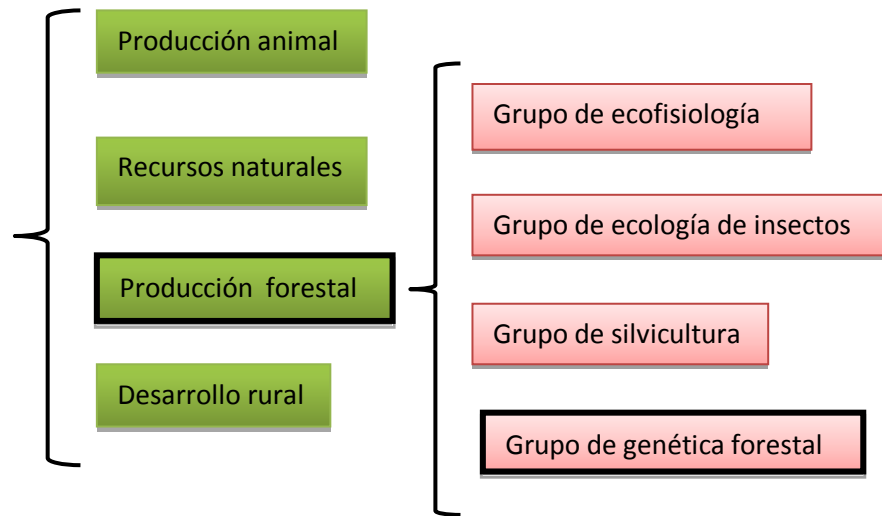 Producción animal
Recursos naturales
Producción forestal
Desarrollo rural
Grupo de ecofisiología
Grupo de ecología de insectos
Grupo de silvicultura
Grupo de genética forestal